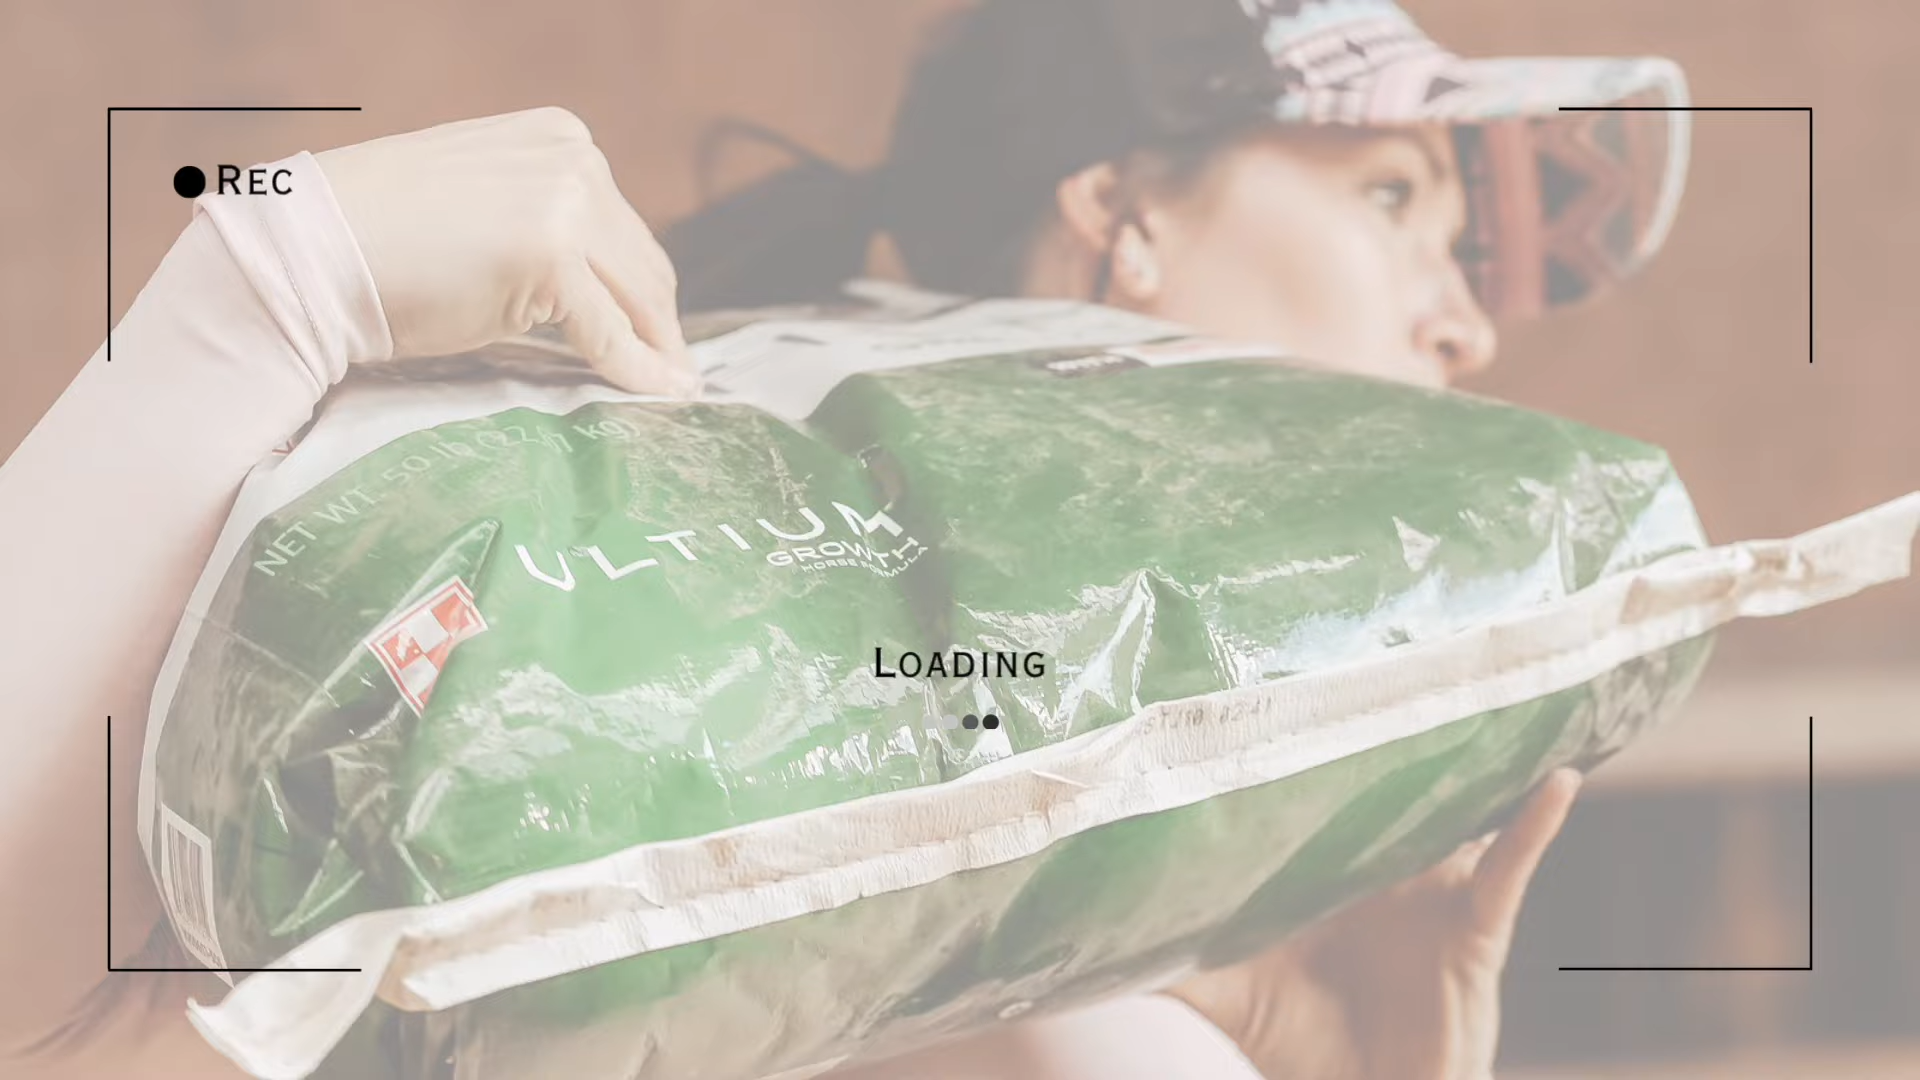 REC
NET WT. 50 lb (22.7 kg)
ULTIUM
GROWTH
HORSE FORMULA
LOADING